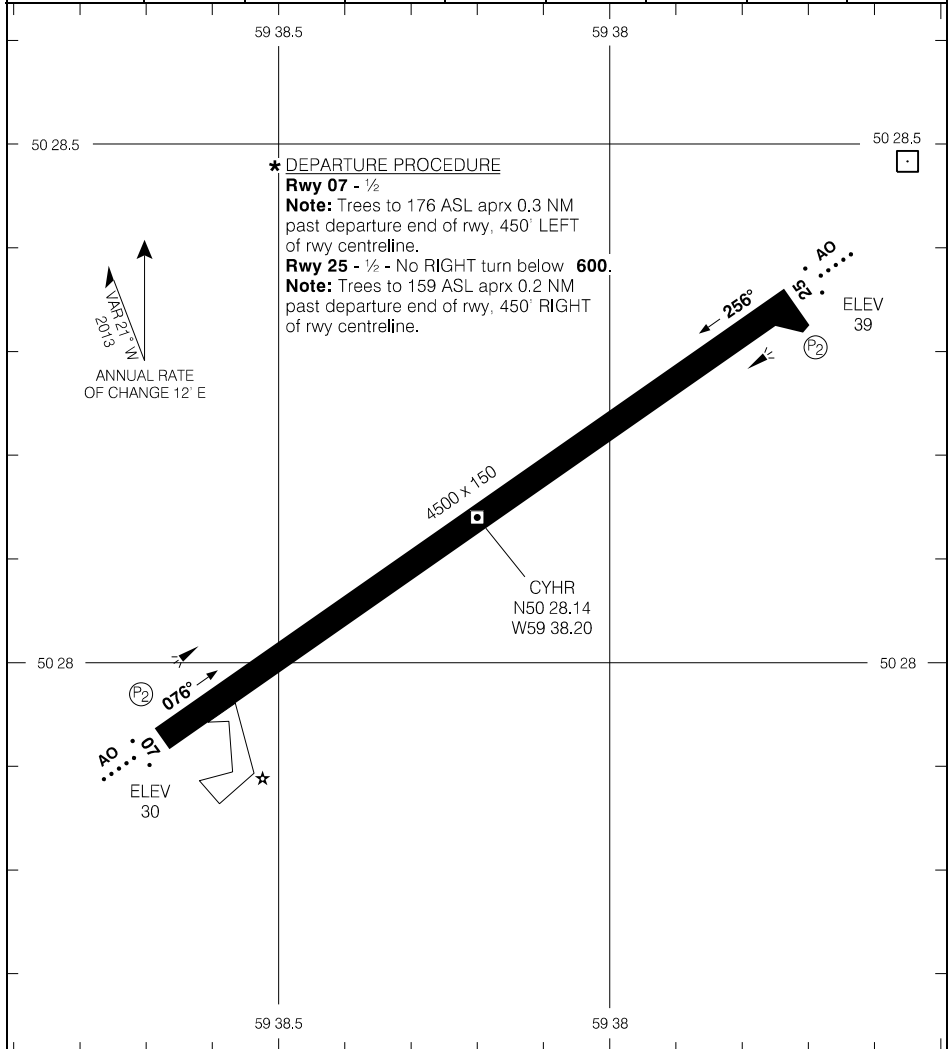 59 38.5
59 38
50 28.5
50 28.5
* DEPARTURE PROCEDURE
Rwy 07 - ½
Note: Trees to 176 ASL aprx 0.3 NM
past departure end of rwy, 450' LEFT
of rwy centreline.
Rwy 25 - ½ - No RIGHT turn below 600.
Note: Trees to 159 ASL aprx 0.2 NM
past departure end of rwy, 450' RIGHT
of rwy centreline.
VAR 21° W
2013
ANNUAL RATE
OF CHANGE 12' E
AO
25
256°
ELEV
39
P2
4500 x 150
CYHR
N50 28.14
W59 38.20
50 28
50 28
P2
076°
AO
07
ELEV
30
59 38.5
59 38